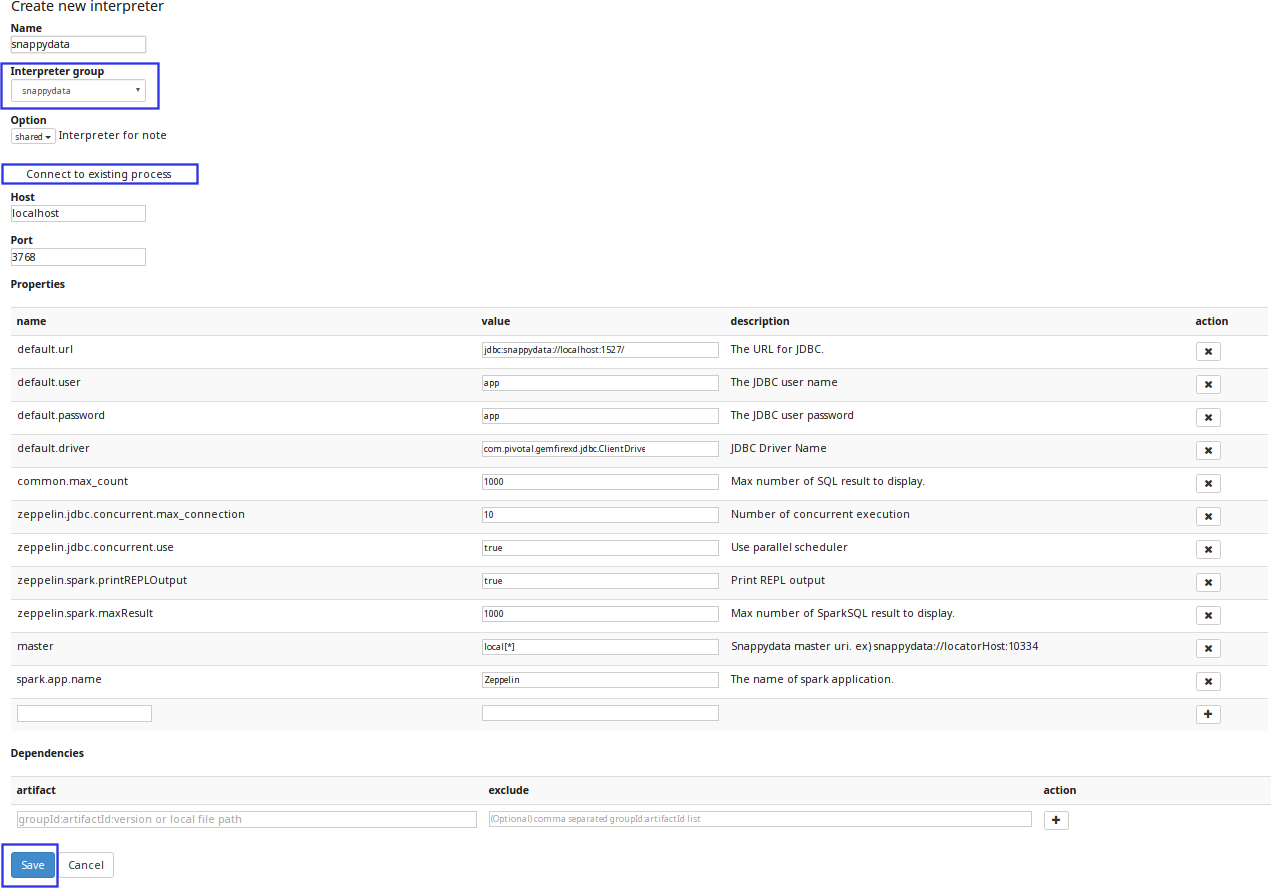 Create new interpreter
Name
snappydata
Interpreter group
snappydata
Option
shared Interpreter for note
Connect to existing process
Host
localhost
Port
3768
Properties
name value description action
default.url jdbc:snappydata://localhost:1527/ The URL for JDBC.
default.user app The JDBC user name
default.password app The JDBC user password
default.driver com.pivotal.gemfirexd.jdbc.ClientDrive JDBC Driver Name
common.max_count 1000 Max number of SQL result to display.
zeppelin.jdbc.concurrent.max_connection 10 Number of concurrent execution
zeppelin.jdbc.concurrent.use true Use parallel scheduler
zeppelin.spark.printREPLOutput true Print REPL output
zeppelin.spark.maxResult 1000 Max number of SparkSQL result to display.
master local[*] Snappydata master uri. ex) snappydata://locatorHost:10334
spark.app.name Zeppelin The name of spark application.
Dependencies
artifact exclude action
groupId:artifactId:version or local file path (Optional) comma separated groupId:artifactId list
Save Cancel